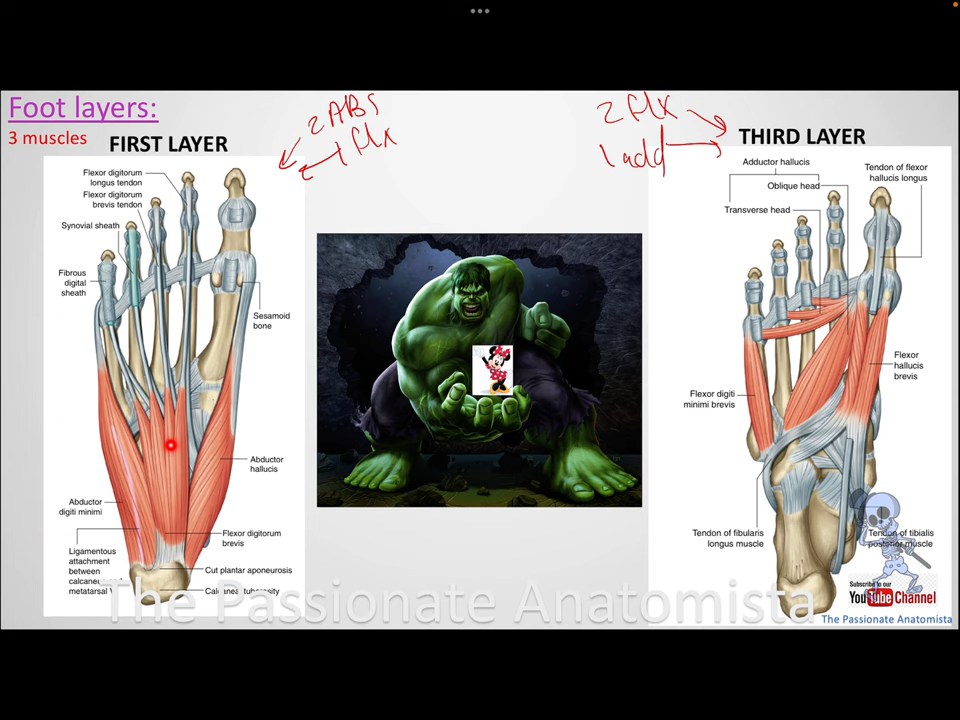 Foot layers:
3 muscles
FIRST LAYER
2 ABS
1 flx
Flexor digitorum
longus tendon
Flexor digitorum
brevis tendon
Synovial sheath
Fibrous
digital
sheath
Sesamoid
bone
Abductor
hallucis
Abductor
digiti minimi
Flexor digitorum
brevis
Ligamentous
attachment
between
metatarsal V
Cut plantar aponeurosis
Calcaneal tuberosity
2 flx
1 add
THIRD LAYER
Adductor hallucis
Oblique head
Transverse head
Tendon of flexor
hallucis longus
Flexor
hallucis
brevis
Flexor digiti
minimi brevis
Tendon of fibularis
longus muscle
Tendon of tibialis
posterior muscle
Subscribe to our
YouTube Channel
The Passionate Anatomista
The Passionate Anatomista